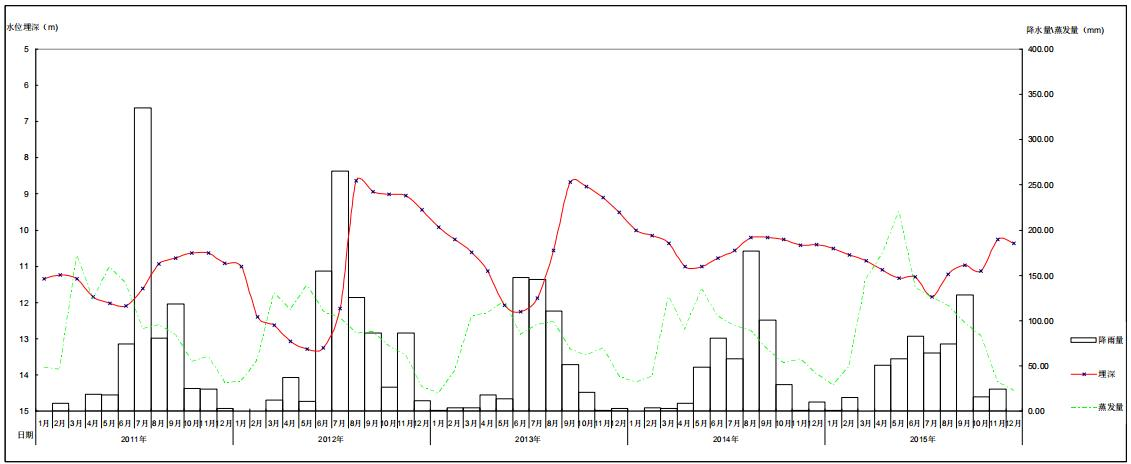 水位埋深（m）
降水量\蒸发量（mm）
5
6
7
8
9
10
11
12
13
14
15
400.00
350.00
300.00
250.00
200.00
150.00
100.00
50.00
0.00
降雨量
埋深
蒸发量
1月 2月 3月 4月 5月 6月 7月 8月 9月 10月 11月 12月 1月 2月 3月 4月 5月 6月 7月 8月 9月 10月 11月 12月 1月 2月 3月 4月 5月 6月 7月 8月 9月 10月 11月 12月 1月 2月 3月 4月 5月 6月 7月 8月 9月 10月 11月 12月 1月 2月 3月 4月 5月 6月 7月 8月 9月 10月 11月 12月
日期 2011年 2012年 2013年 2014年 2015年